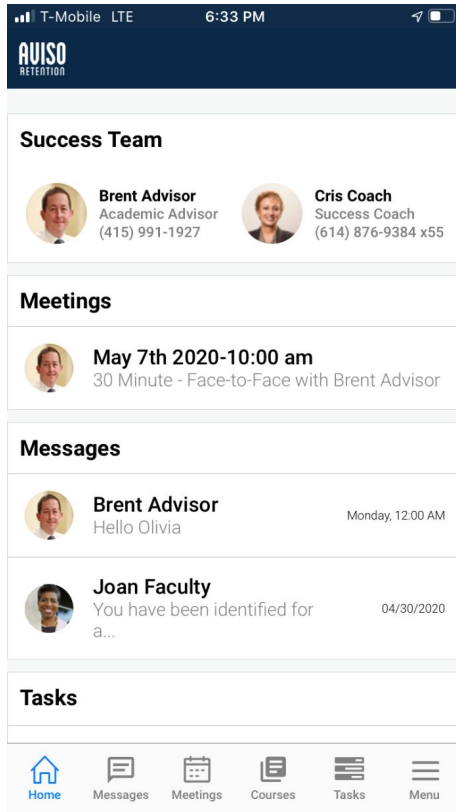 T-Mobile LTE 6:33 PM
AVISO
RETENTION
Success Team
Brent Advisor
Academic Advisor
(415) 991-1927
Cris Coach
Success Coach
(614) 876-9384 x55
Meetings
May 7th 2020-10:00 am
30 Minute - Face-to-Face with Brent Advisor
Messages
Brent Advisor
Hello Olivia
Monday, 12:00 AM
Joan Faculty
You have been identified for
a...
04/30/2020
Tasks
Home Messages Meetings Courses Tasks Menu